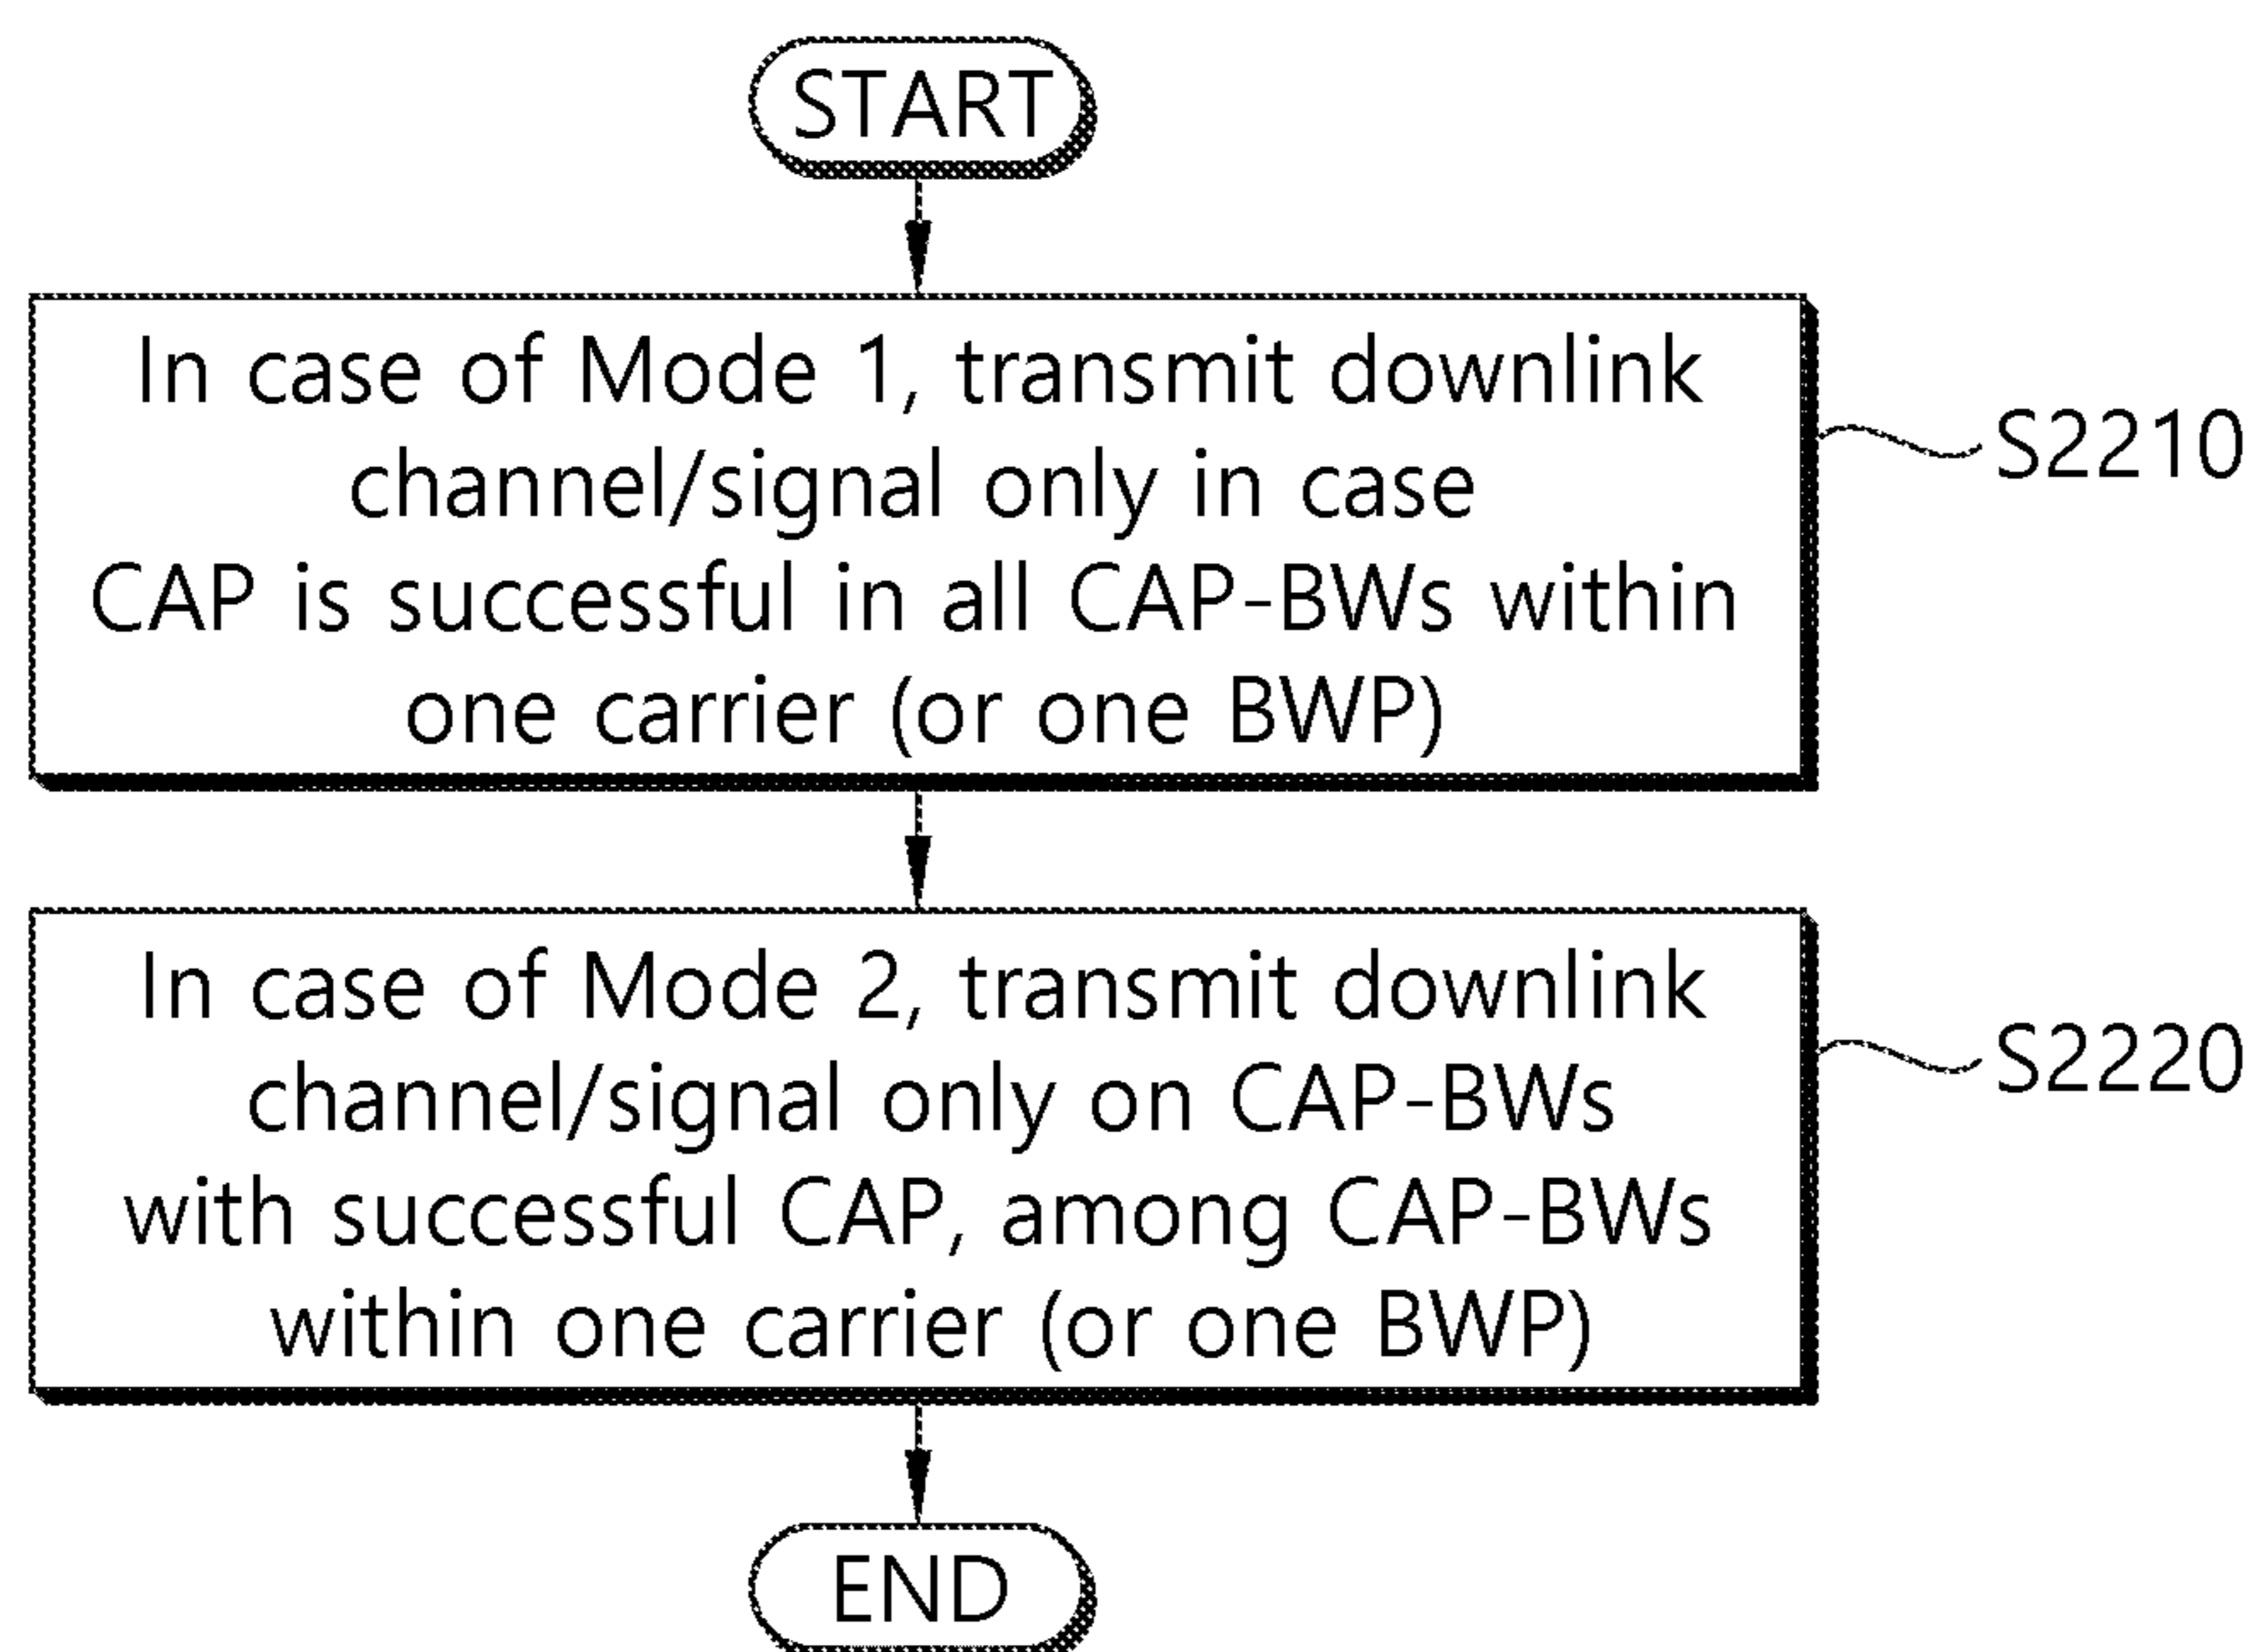 START
In case of Mode 1, transmit downlink
channel/signal only in case
CAP is successful in all CAP-BWs within
one carrier (or one BWP)
S2210
In case of Mode 2, transmit downlink
channel/signal only on CAP-BWs
with successful CAP, among CAP-BWs
within one carrier (or one BWP)
S2220
END